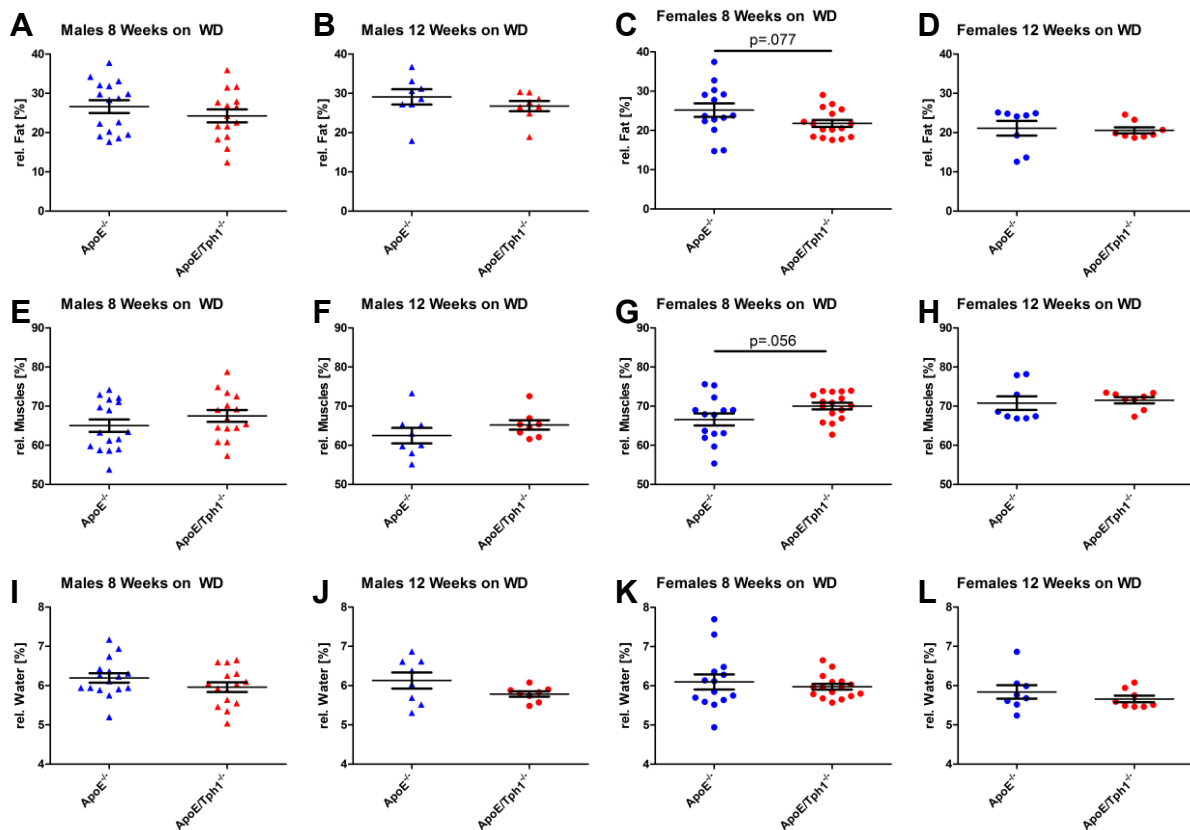 A Males 8 Weeks on WD
rel. Fat [%]
40
30
20
10
0
ApoE-/-
ApoE/Tph1-/-
B Males 12 Weeks on WD
rel. Fat [%]
40
30
20
10
0
ApoE-/-
ApoE/Tph1-/-
C Females 8 Weeks on WD
p=.077
rel. Fat [%]
40
30
20
10
0
ApoE-/-
ApoE/Tph1-/-
D Females 12 Weeks on WD
rel. Fat [%]
40
30
20
10
0
ApoE-/-
ApoE/Tph1-/-
E Males 8 Weeks on WD
rel. Muscles [%]
90
80
70
60
50
ApoE-/-
ApoE/Tph1-/-
F Males 12 Weeks on WD
rel. Muscles [%]
90
80
70
60
50
ApoE-/-
ApoE/Tph1-/-
G Females 8 Weeks on WD
p=.056
rel. Muscles [%]
90
80
70
60
50
ApoE-/-
ApoE/Tph1-/-
H Females 12 Weeks on WD
rel. Muscles [%]
90
80
70
60
50
ApoE-/-
ApoE/Tph1-/-
I Males 8 Weeks on WD
rel. Water [%]
8
7
6
5
4
ApoE-/-
ApoE/Tph1-/-
J Males 12 Weeks on WD
rel. Water [%]
8
7
6
5
4
ApoE-/-
ApoE/Tph1-/-
K Females 8 Weeks on WD
rel. Water [%]
8
7
6
5
4
ApoE-/-
ApoE/Tph1-/-
L Females 12 Weeks on WD
rel. Water [%]
8
7
6
5
4
ApoE-/-
ApoE/Tph1-/-